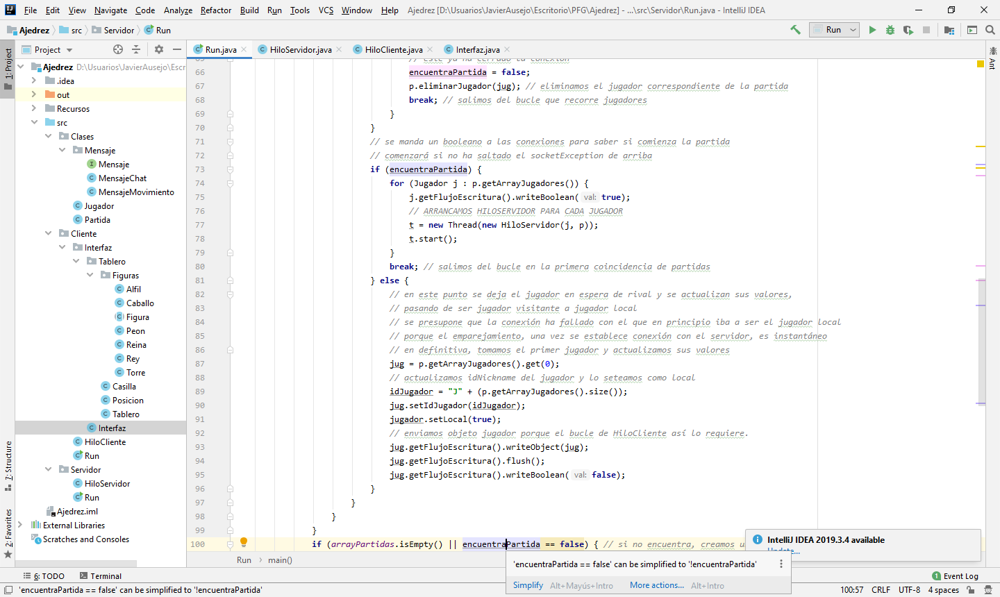 File Edit View Navigate Code Analyze Refactor Build Run Tools VCS Window Help Ajedrez [D:\Usuarios\JavierAusejo\Escritorio\PFG\Ajedrez] - ...\src\Servidor\Run.java - IntelliJ IDEA
Ajedrez src Servidor Run
Run
1: Project
7: Structure
2: Favorites
Project
Ajedrez D:\Usuarios\JavierAusejo\Escr
.idea
out
Recursos
src
Clases
Mensaje
Mensaje
MensajeChat
MensajeMovimiento
Jugador
Partida
Cliente
Interfaz
Tablero
Figuras
Alfil
Caballo
Figura
Peon
Reina
Rey
Torre
Casilla
Posicion
Tablero
Interfaz
HiloCliente
Run
Servidor
HiloServidor
Run
Ajedrez.iml
External Libraries
Scratches and Consoles
Run.java HiloServidor.java HiloCliente.java Interfaz.java
65 // este ya ha cerrado la conexión
66 encuentraPartida = false;
67 p.eliminarJugador(jug); // eliminamos el jugador correspondiente de la partida
68 break; // salimos del bucle que recorre jugadores
69 }
70 }
71 // se manda un booleano a las conexiones para saber si comienza la partida
72 // comenzará si no ha saltado el socketException de arriba
73 if (encuentraPartida) {
74 for (Jugador j : p.getArrayJugadores()) {
75 j.getFlujoEscritura().writeBoolean( val: true);
76 // ARRANCAMOS HILOSERVIDOR PARA CADA JUGADOR
77 t = new Thread(new HiloServidor(j, p));
78 t.start();
79 }
80 break; // salimos del bucle en la primera coincidencia de partidas
81 } else {
82 // en este punto se deja el jugador en espera de rival y se actualizan sus valores,
83 // pasando de ser jugador visitante a jugador local
84 // se presupone que la conexión ha fallado con el que en principio iba a ser el jugador local
85 // porque el emparejamiento, una vez se establece conexión con el servidor, es instantáneo
86 // en definitiva, tomamos el primer jugador y actualizamos sus valores
87 jug = p.getArrayJugadores().get(0);
88 // actualizamos idNickname del jugador y lo seteamos como local
89 idJugador = "J" + (p.getArrayJugadores().size());
90 jug.setIdJugador(idJugador);
91 jugador.setLocal(true);
92 // enviamos objeto jugador porque el bucle de HiloCliente así lo requiere.
93 jug.getFlujoEscritura().writeObject(jug);
94 jug.getFlujoEscritura().flush();
95 jug.getFlujoEscritura().writeBoolean( val: false);
96 }
97 }
98 }
99 }
100 if (arrayPartidas.isEmpty() || encuentraPartida == false) { // si no encuentra, creamos
Run main()
Ant
IntelliJ IDEA 2019.3.4 available
Update...
'encuentraPartida == false' can be simplified to '!encuentraPartida'
Simplify Alt+Mayús+Intro More actions... Alt+Intro
6: TODO Terminal 1 Event Log
'encuentraPartida == false' can be simplified to '!encuentraPartida' 100:57 CRLF UTF-8 4 spaces